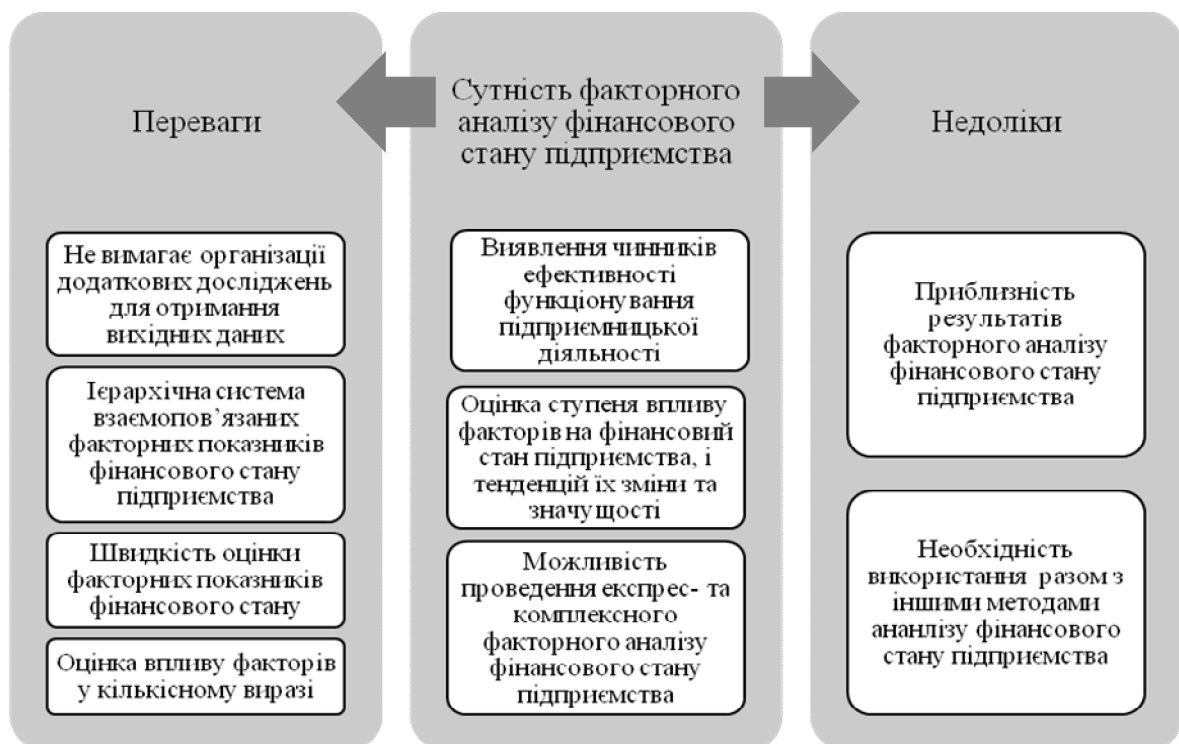 Переваги
Не вимагає організації
додаткових досліджень
для отримання
вихідних даних
Ієрархічна система
взаємопов’язаних
факторних показників
фінансового стану
підприємства
Швидкість оцінки
факторних показників
фінансового стану
Оцінка впливу факторів
у кількісному виразі
Сутність факторного
аналізу фінансового
стану підприємства
Виявлення чинників
ефективності
функціонування
підприємницької
діяльності
Оцінка ступеня впливу
факторів на фінансовий
стан підприємства, і
тенденцій їх зміни та
значущості
Можливість
проведення експрес- та
комплексного
факторного аналізу
фінансового стану
підприємства
Недоліки
Приблизність
результатів
факторного аналізу
фінансового стану
підприємства
Необхідність
використання разом з
іншими методами
ананлізу фінансового
стану підприємства